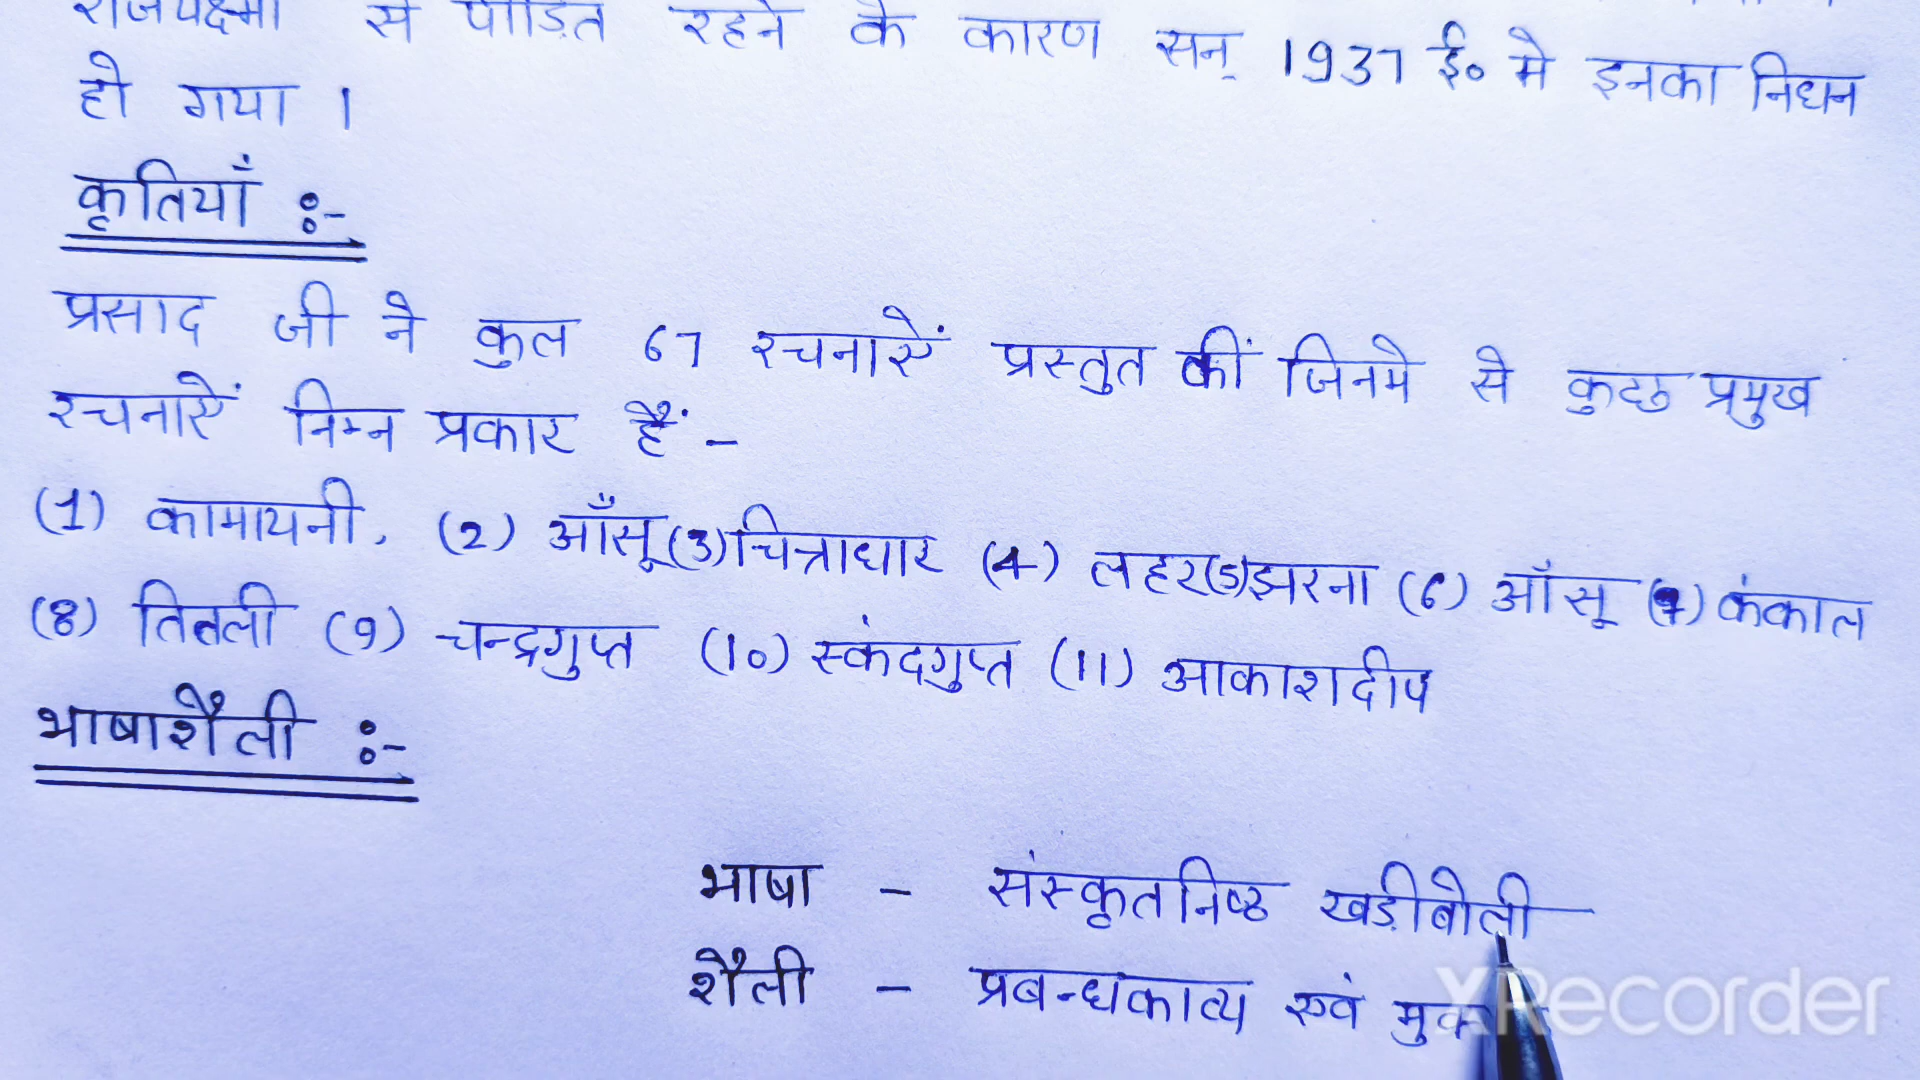 से पीड़ित रहने के कारण सन् 1937 ई० मे इनका निधन
हो गया ।
कृतियाँ :-
प्रसाद जी ने कुल 67 रचनाएँ प्रस्तुत कीं जिनमे से कुछ प्रमुख
रचनाएँ निम्न प्रकार हैं -
(1) कामायनी, (2) आँसू (3) चित्राधार (4) लहर (5) झरना (6) आँसू (7) कंकाल
(8) तितली (9) चन्द्रगुप्त (10) स्कंदगुप्त (11) आकाशदीप
भाषाशैली :-
भाषा - संस्कृतनिष्ठ खड़ीबोली
शैली - प्रबन्धकाव्य एवं
XRecorder